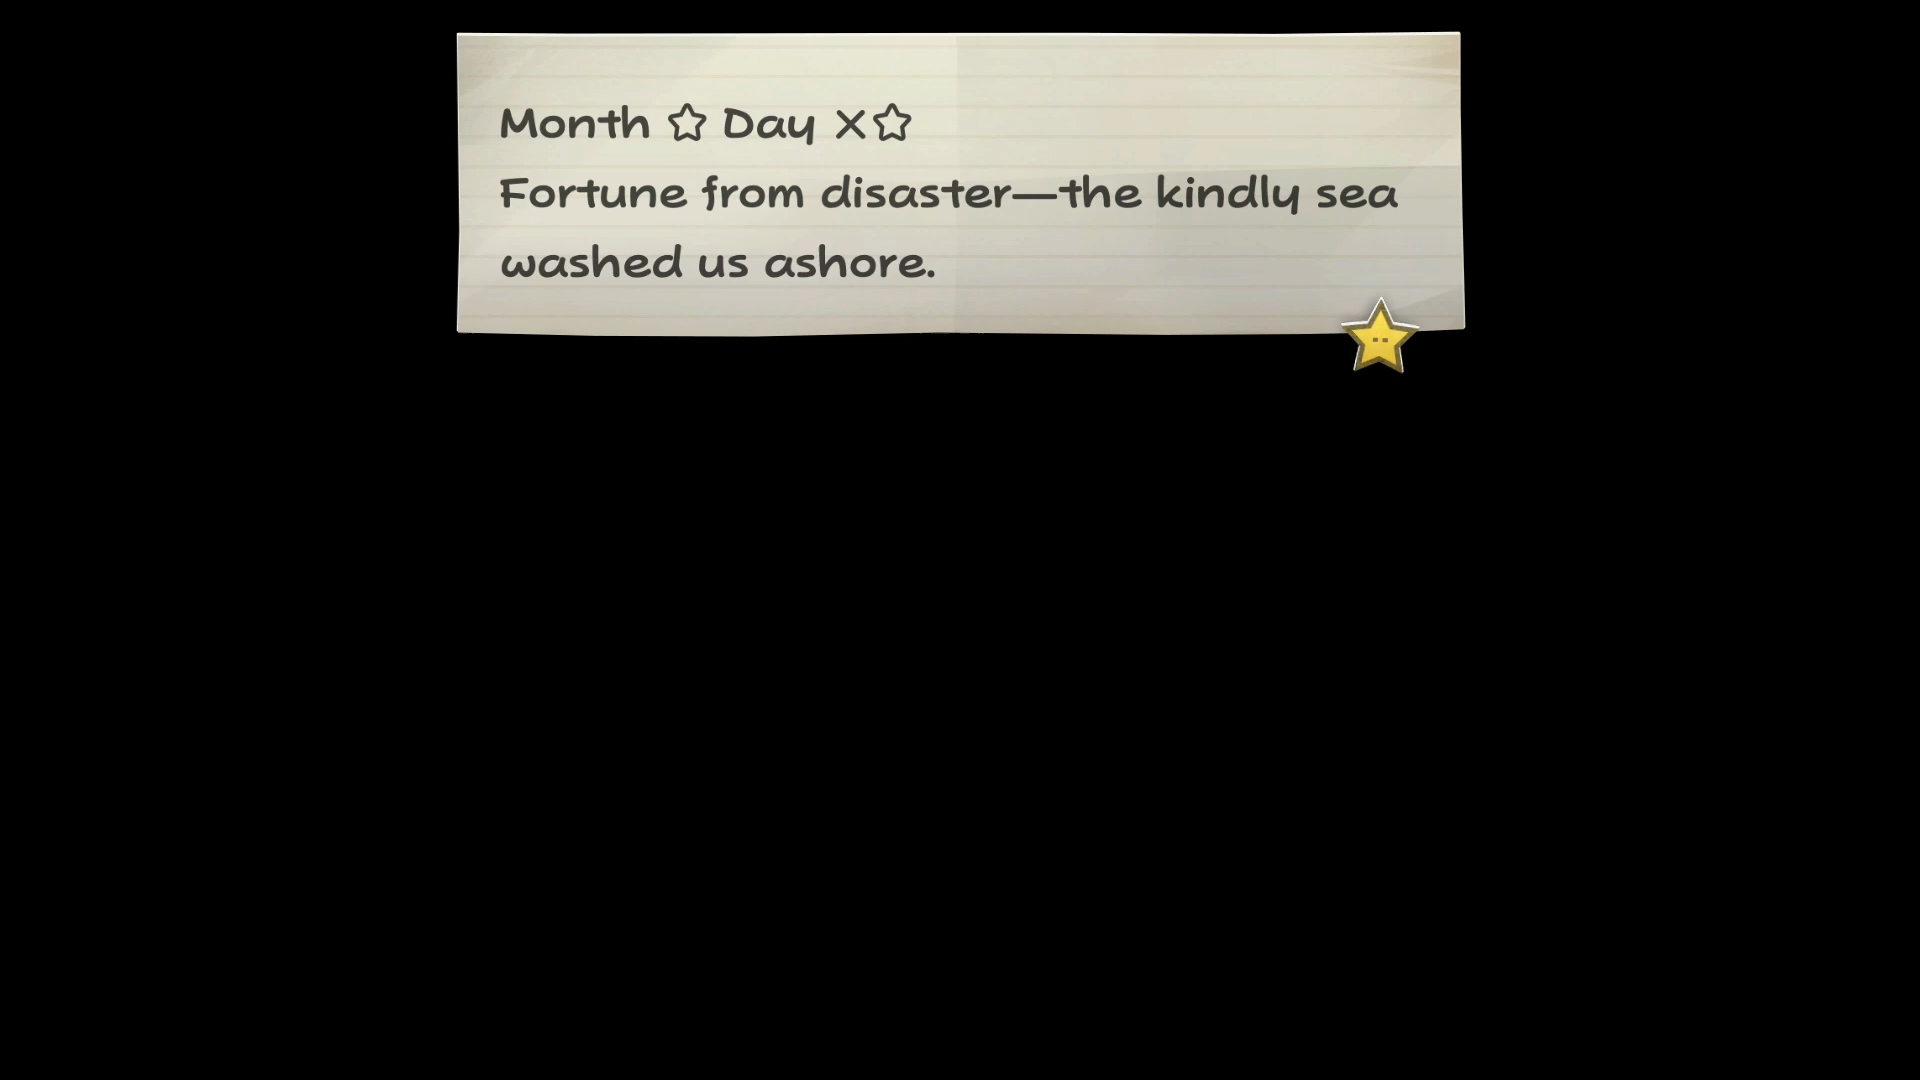 Month ☆ Day ×☆
Fortune from disaster—the kindly sea
washed us ashore.